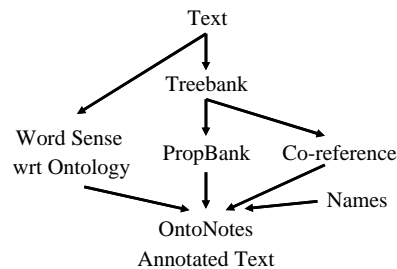 Text
Treebank
Word Sense
wrt Ontology
PropBank
Co-reference
Names
OntoNotes
Annotated Text